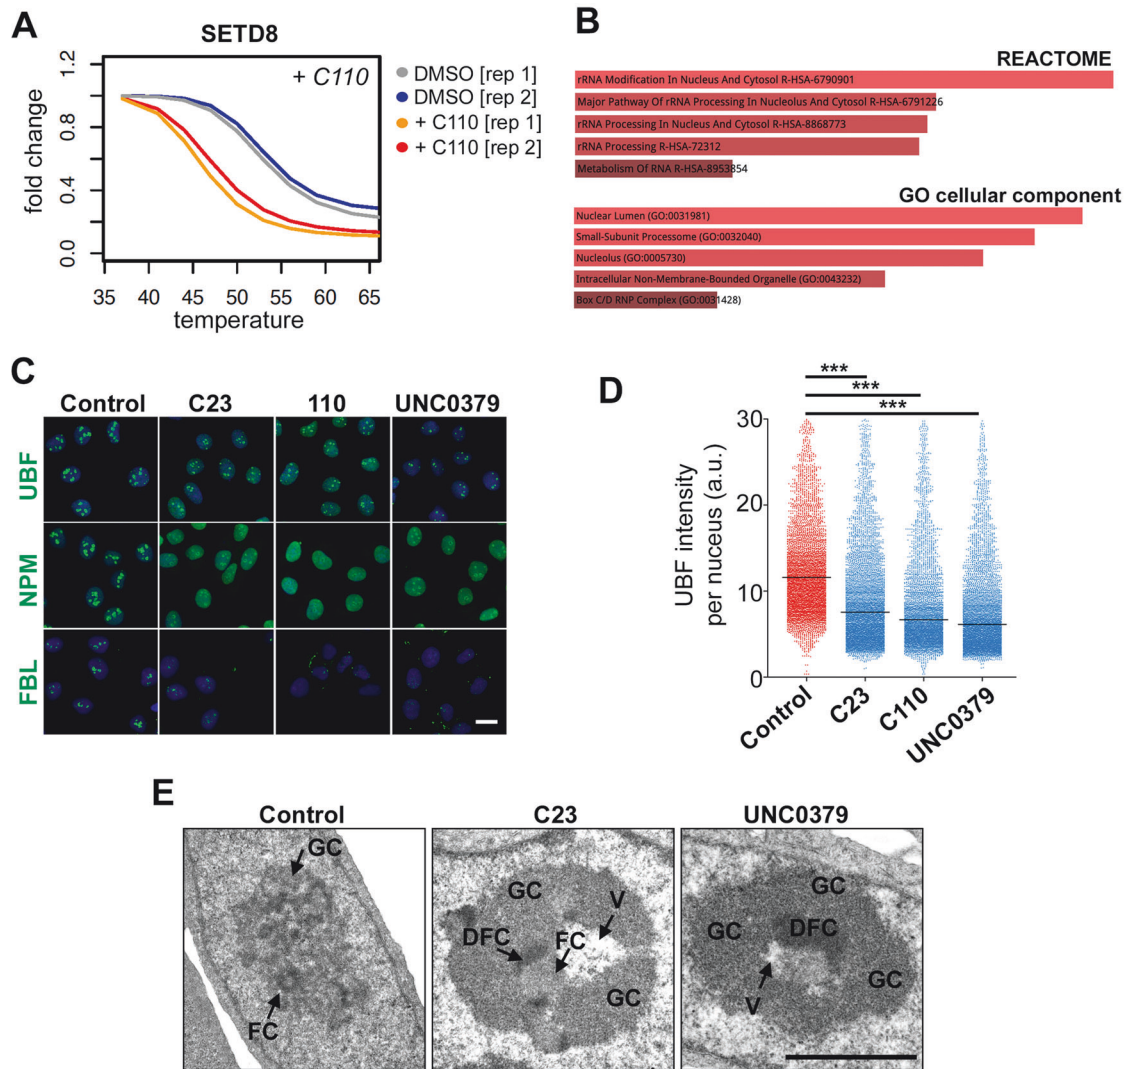 A
SETD8
+ C110
1.2
0.8
0.4
0.0
fold change
35 40 45 50 55 60 65
temperature
DMSO [rep 1]
DMSO [rep 2]
+ C110 [rep 1]
+ C110 [rep 2]
B
REACTOME
rRNA Modification In Nucleus And Cytosol R-HSA-6790901
Major Pathway Of rRNA Processing In Nucleolus And Cytosol R-HSA-6791226
rRNA Processing In Nucleus And Cytosol R-HSA-8868773
rRNA Processing R-HSA-72312
Metabolism Of RNA R-HSA-8953854
GO cellular component
Nuclear Lumen (GO:0031981)
Small-Subunit Processome (GO:0032040)
Nucleolus (GO:0005730)
Intracellular Non-Membrane-Bounded Organelle (GO:0043232)
Box C/D RNP Complex (GO:0031428)
C
Control C23 110 UNC0379
UBF
NPM
FBL
D
***
***
***
30
20
10
0
UBF intensity
per nuceus (a.u.)
Control C23 C110 UNC0379
E
Control C23 UNC0379
GC
FC
GC
V
DFC
FC
GC
GC
GC
DFC
GC
V